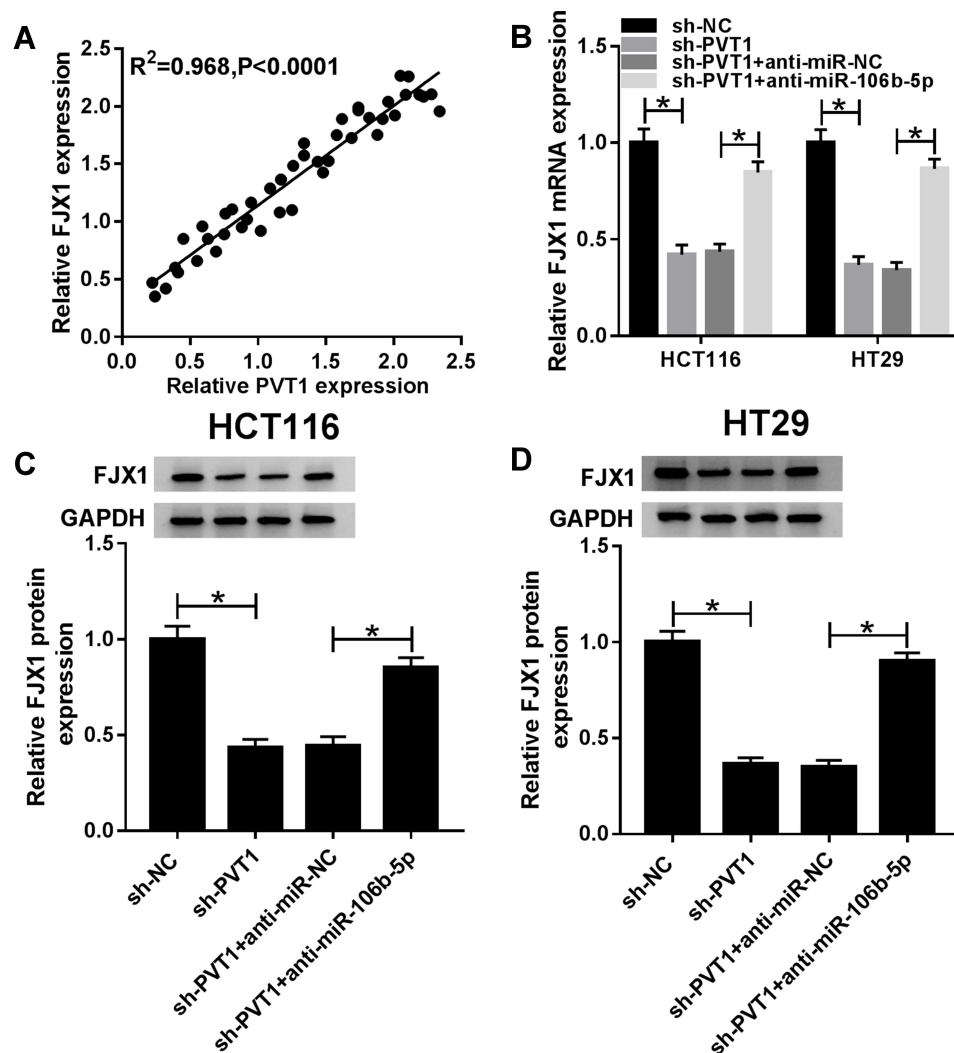 A
R²=0.968,P<0.0001
Relative FJX1 expression
2.5
2.0
1.5
1.0
0.5
0.0
0.0 0.5 1.0 1.5 2.0 2.5
Relative PVT1 expression
B
sh-NC
sh-PVT1
sh-PVT1+anti-miR-NC
sh-PVT1+anti-miR-106b-5p
Relative FJX1 mRNA expression
1.5
1.0
0.5
0.0
* * * *
HCT116 HT29
C
HCT116
FJX1
GAPDH
Relative FJX1 protein
expression
1.5
1.0
0.5
0.0
* *
sh-NC
sh-PVT1
sh-PVT1+anti-miR-NC
sh-PVT1+anti-miR-106b-5p
D
HT29
FJX1
GAPDH
Relative FJX1 protein
expression
1.5
1.0
0.5
0.0
* *
sh-NC
sh-PVT1
sh-PVT1+anti-miR-NC
sh-PVT1+anti-miR-106b-5p